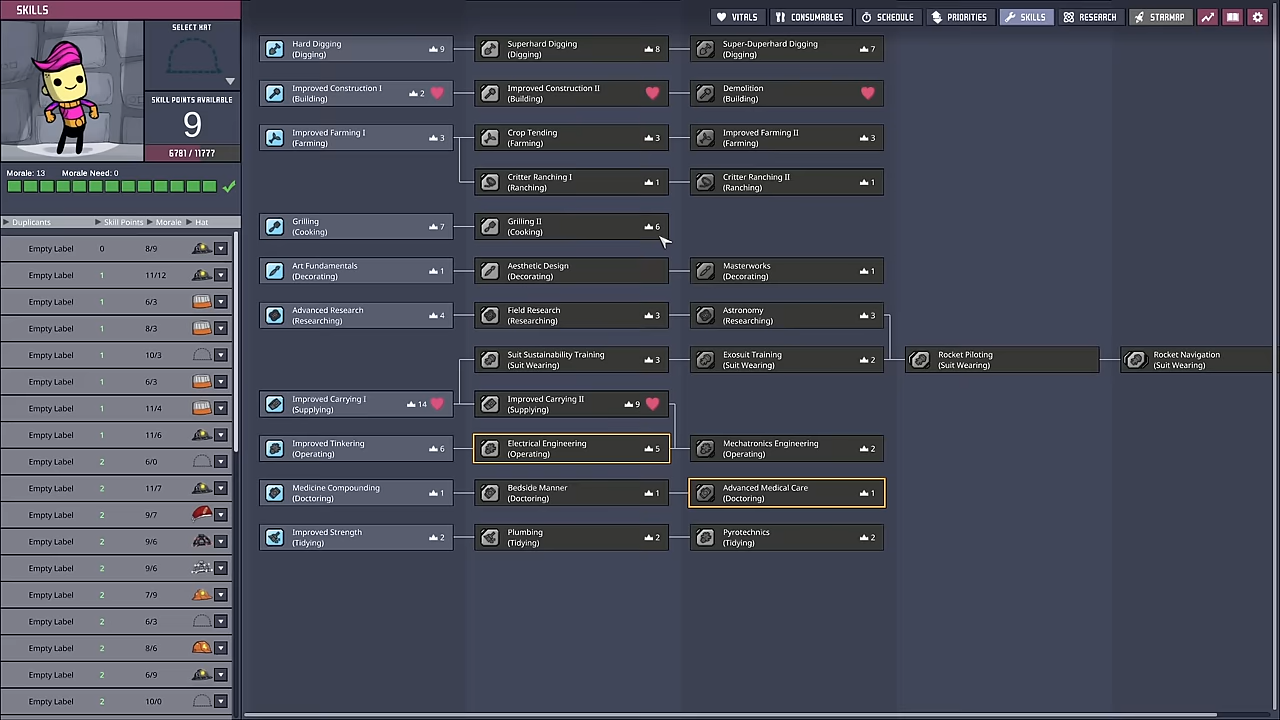 SKILLS
VITALS
CONSUMABLES
SCHEDULE
PRIORITIES
SKILLS
RESEARCH
STARMAP
SELECT HAT
SKILL POINTS AVAILABLE
9
6781 / 11777
Morale: 13 Morale Need: 0
Duplicants Skill Points Morale Hat
Empty Label 0 8/9
Empty Label 1 11/12
Empty Label 1 6/3
Empty Label 1 8/3
Empty Label 1 10/3
Empty Label 1 6/3
Empty Label 1 11/4
Empty Label 1 11/6
Empty Label 2 6/0
Empty Label 2 11/7
Empty Label 2 9/7
Empty Label 2 9/6
Empty Label 2 9/6
Empty Label 2 7/9
Empty Label 2 6/3
Empty Label 2 8/6
Empty Label 2 6/9
Empty Label 2 10/0
Hard Digging
(Digging)
9
Superhard Digging
(Digging)
8
Super-Duperhard Digging
(Digging)
7
Improved Construction I
(Building)
2
Improved Construction II
(Building)
Demolition
(Building)
Improved Farming I
(Farming)
3
Crop Tending
(Farming)
3
Improved Farming II
(Farming)
3
Critter Ranching I
(Ranching)
1
Critter Ranching II
(Ranching)
1
Grilling
(Cooking)
7
Grilling II
(Cooking)
6
Art Fundamentals
(Decorating)
1
Aesthetic Design
(Decorating)
Masterworks
(Decorating)
1
Advanced Research
(Researching)
4
Field Research
(Researching)
3
Astronomy
(Researching)
3
Suit Sustainability Training
(Suit Wearing)
3
Exosuit Training
(Suit Wearing)
2
Rocket Piloting
(Suit Wearing)
Rocket Navigation
(Suit Wearing)
Improved Carrying I
(Supplying)
14
Improved Carrying II
(Supplying)
9
Improved Tinkering
(Operating)
6
Electrical Engineering
(Operating)
5
Mechatronics Engineering
(Operating)
2
Medicine Compounding
(Doctoring)
1
Bedside Manner
(Doctoring)
1
Advanced Medical Care
(Doctoring)
1
Improved Strength
(Tidying)
2
Plumbing
(Tidying)
2
Pyrotechnics
(Tidying)
2